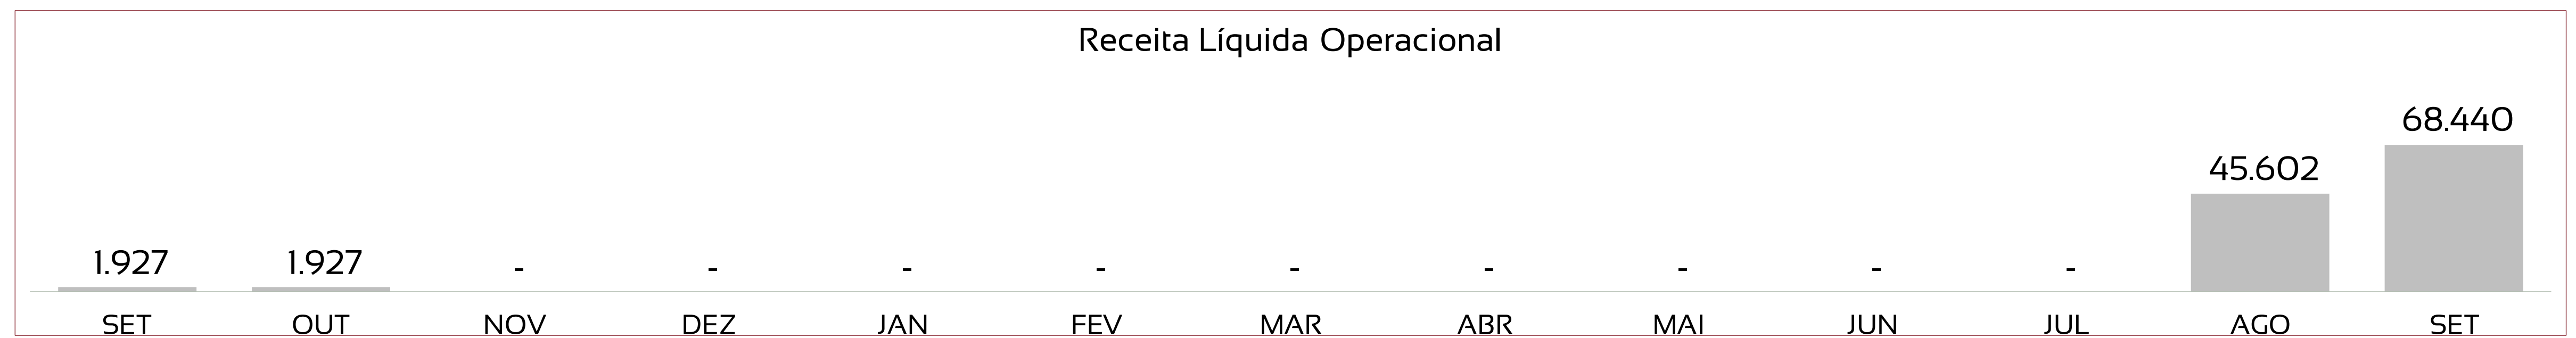 Receita Líquida Operacional
68.440
45.602
1.927 1.927 - - - - - - - - -
SET OUT NOV DEZ JAN FEV MAR ABR MAI JUN JUL AGO SET